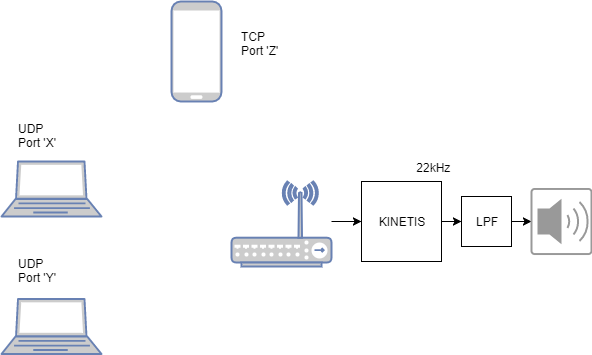 TCP
Port 'Z'
UDP
Port 'X'
22kHz
KINETIS
LPF
UDP
Port 'Y'